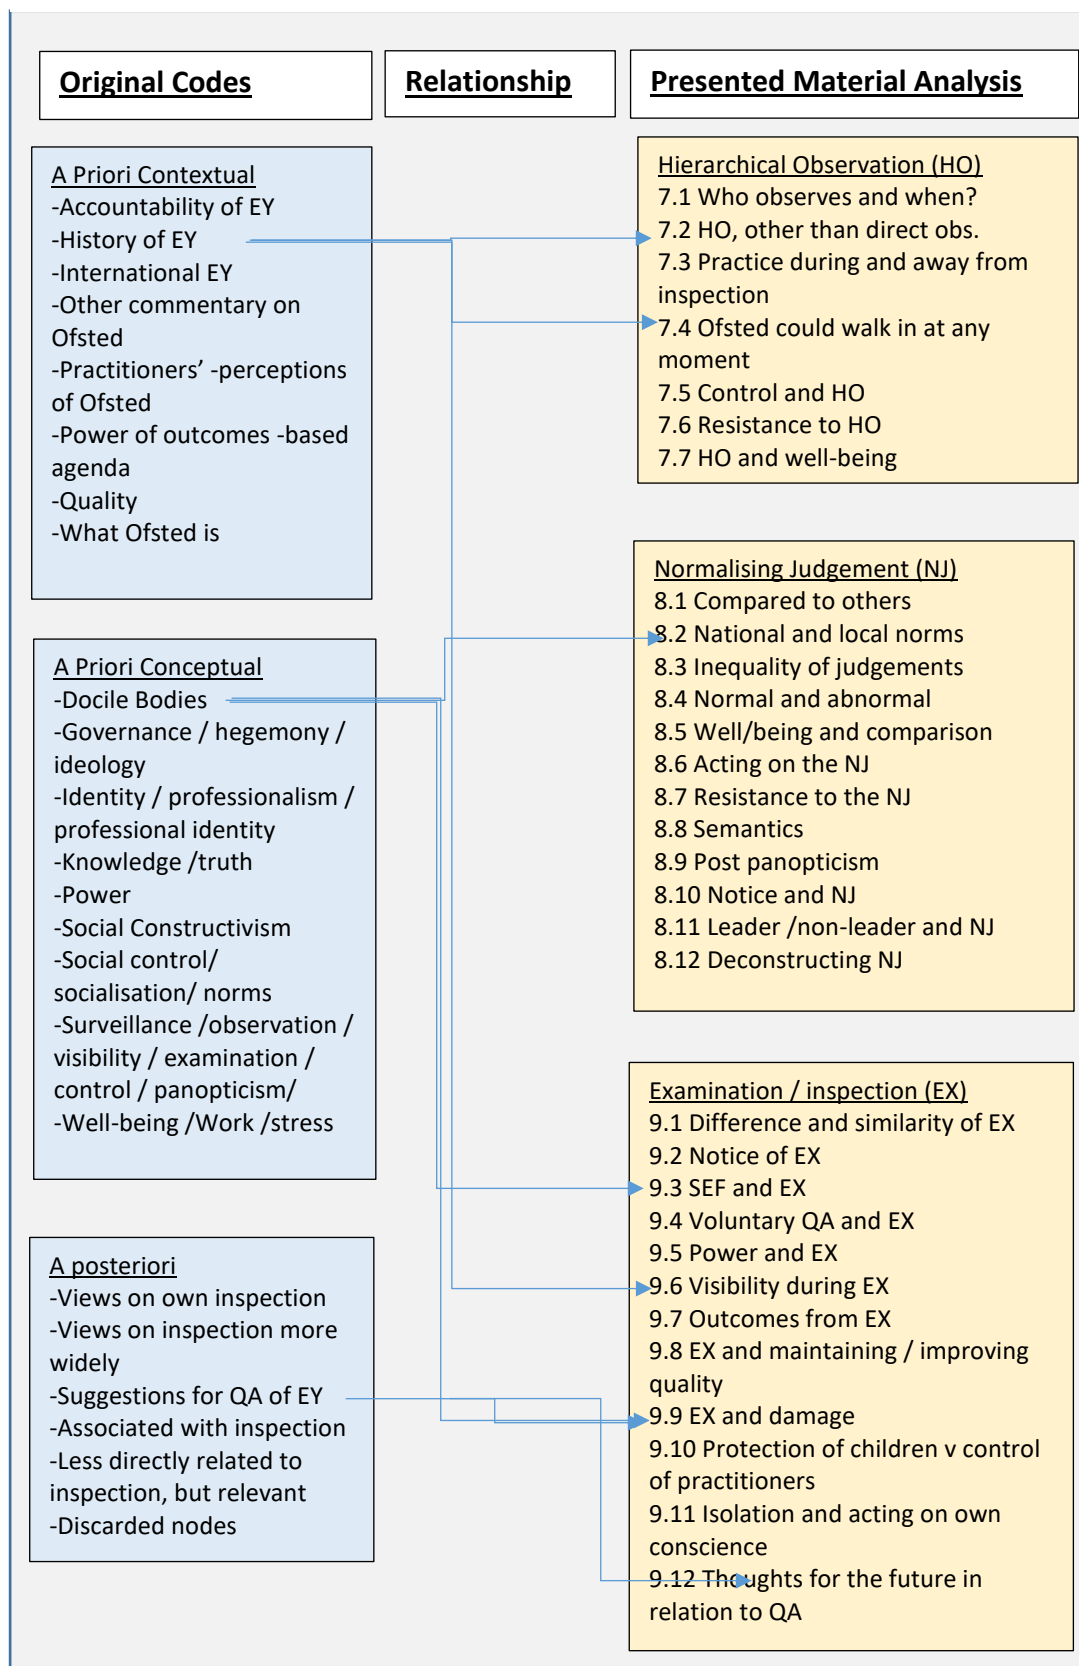 Original Codes
Relationship
Presented Material Analysis
A Priori Contextual
-Accountability of EY
-History of EY
-International EY
-Other commentary on
Ofsted
-Practitioners’ -perceptions
of Ofsted
-Power of outcomes -based
agenda
-Quality
-What Ofsted is
A Priori Conceptual
-Docile Bodies
-Governance / hegemony /
ideology
-Identity / professionalism /
professional identity
-Knowledge /truth
-Power
-Social Constructivism
-Social control/
socialisation/ norms
-Surveillance /observation /
visibility / examination /
control / panopticism/
-Well-being /Work /stress
A posteriori
-Views on own inspection
-Views on inspection more
widely
-Suggestions for QA of EY
-Associated with inspection
-Less directly related to
inspection, but relevant
-Discarded nodes
Hierarchical Observation (HO)
7.1 Who observes and when?
7.2 HO, other than direct obs.
7.3 Practice during and away from
inspection
7.4 Ofsted could walk in at any
moment
7.5 Control and HO
7.6 Resistance to HO
7.7 HO and well-being
Normalising Judgement (NJ)
8.1 Compared to others
8.2 National and local norms
8.3 Inequality of judgements
8.4 Normal and abnormal
8.5 Well/being and comparison
8.6 Acting on the NJ
8.7 Resistance to the NJ
8.8 Semantics
8.9 Post panopticism
8.10 Notice and NJ
8.11 Leader /non-leader and NJ
8.12 Deconstructing NJ
Examination / inspection (EX)
9.1 Difference and similarity of EX
9.2 Notice of EX
9.3 SEF and EX
9.4 Voluntary QA and EX
9.5 Power and EX
9.6 Visibility during EX
9.7 Outcomes from EX
9.8 EX and maintaining / improving
quality
9.9 EX and damage
9.10 Protection of children v control
of practitioners
9.11 Isolation and acting on own
conscience
9.12 Thoughts for the future in
relation to QA